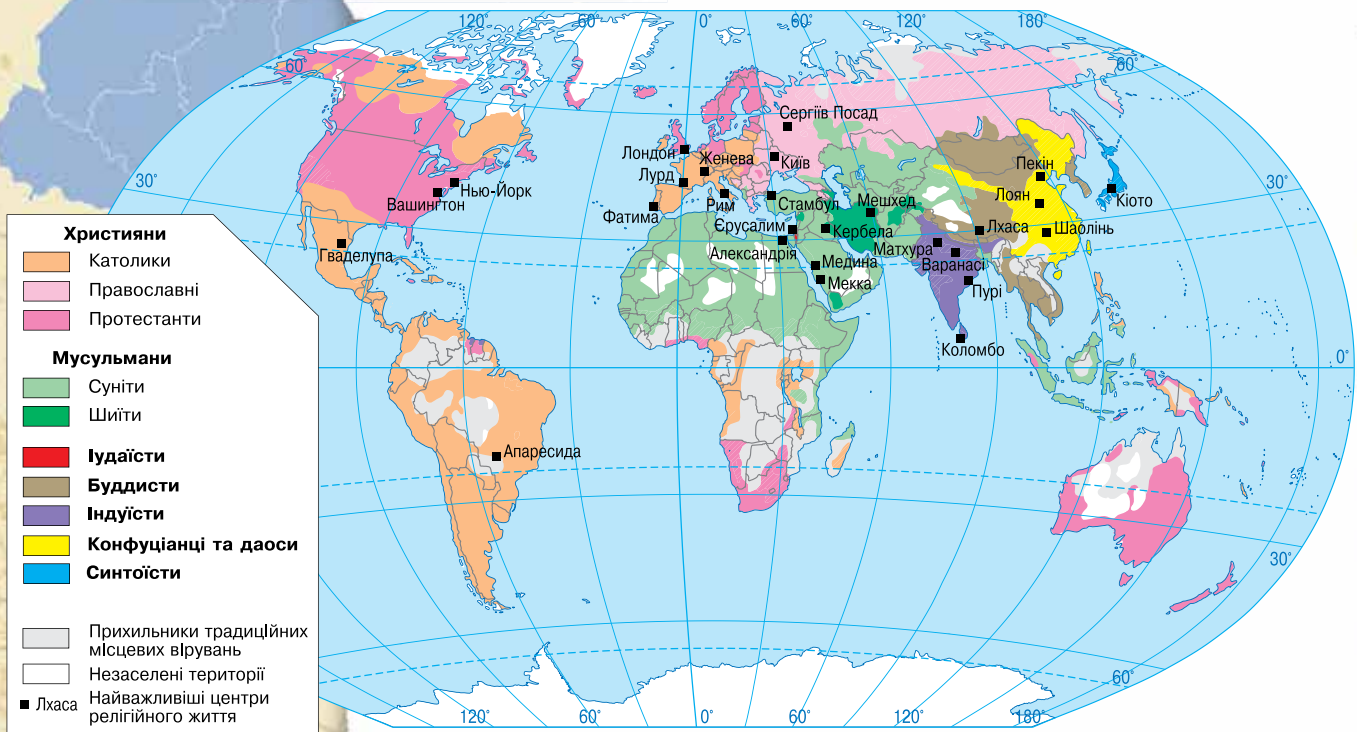 120°
60°
0°
60°
120°
180°
60°
60°
30°
30°
0°
30°
60°
120°
60°
0°
60°
120°
180°
Християни
Католики
Православні
Протестанти
Мусульмани
Суніти
Шиїти
Іудаїсти
Буддисти
Індуїсти
Конфуціанці та даоси
Синтоїсти
Прихильники традиційних
місцевих вірувань
Незаселені території
Лхаса
Найважливіші центри
релігійного життя
Сергіїв Посад
Лондон
Женева
Київ
Лурд
Нью-Йорк
Вашингтон
Фатима
Рим
Стамбул
Мешхед
Пекін
Лоян
Кіото
Гваделупа
Єрусалим
Кербела
Лхаса
Шаолінь
Александрія
Матхура
Медина
Варанасі
Мекка
Пурі
Коломбо
Апаресида